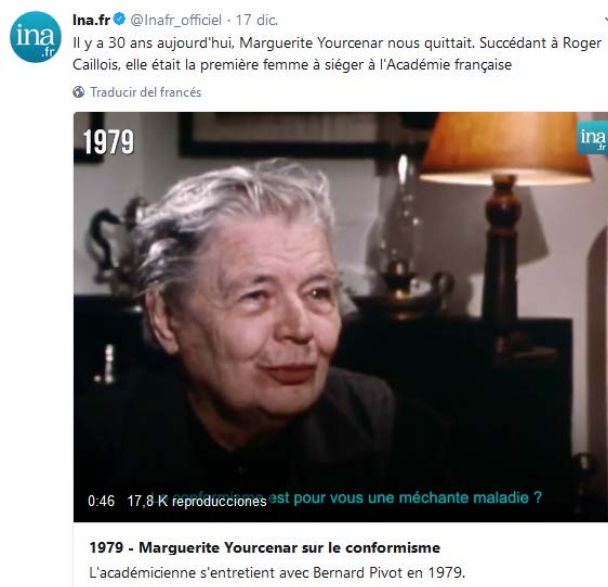 ina
.fr
Ina.fr @Inafr_officiel · 17 dic.
Il y a 30 ans aujourd'hui, Marguerite Yourcenar nous quittait. Succédant à Roger
Caillois, elle était la première femme à siéger à l'Académie française
Traducir del francés
1979
ina
.fr
0:46 17,8 K reproducciones
conformisme est pour vous une méchante maladie ?
1979 - Marguerite Yourcenar sur le conformisme
L'académicienne s'entretient avec Bernard Pivot en 1979.